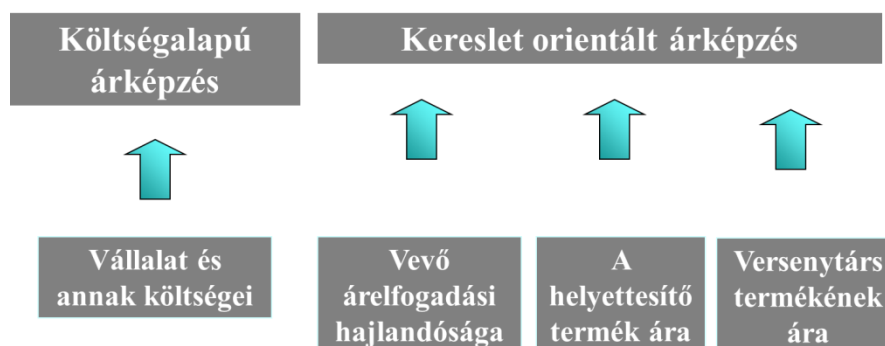 Költségalapú
árképzés
Kereslet orientált árképzés
Vállalat és
annak költségei
Vevő
árelfogadási
hajlandósága
A
helyettesítő
termék ára
Versenytárs
termékének
ára